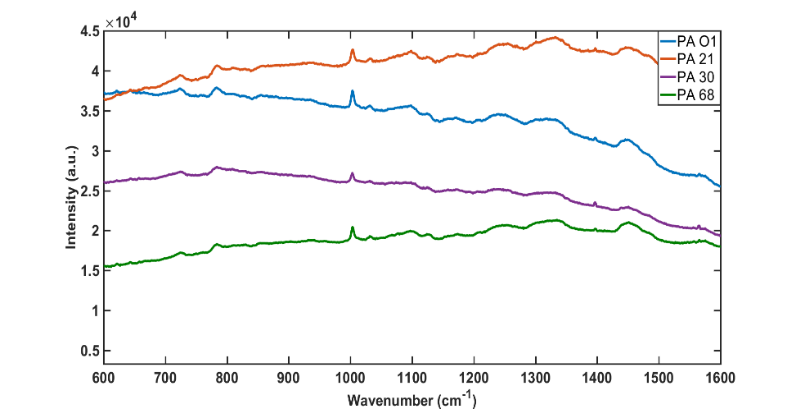 ×10⁴
4.5
4
3.5
3
2.5
2
1.5
1
0.5
Intensity (a.u.)
600 700 800 900 1000 1100 1200 1300 1400 1500 1600
Wavenumber (cm⁻¹)
PA O1
PA 21
PA 30
PA 68